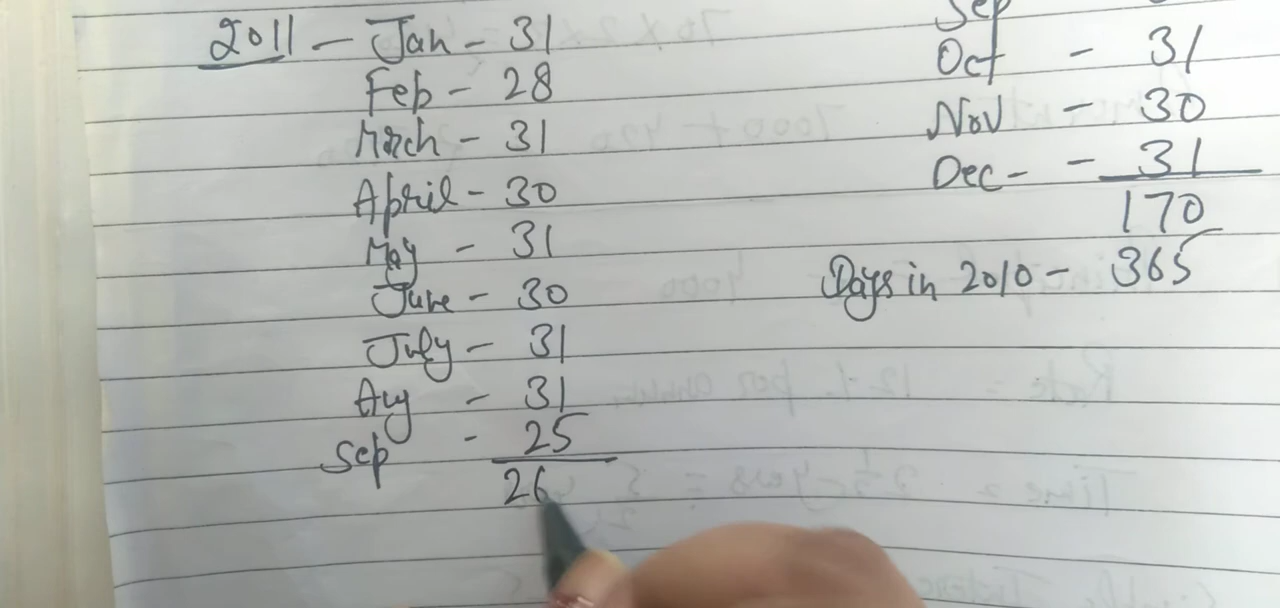 2011 - Jan - 31
Feb - 28
March - 31
April - 30
May - 31
June - 30
July - 31
Aug - 31
Sep - 25
26
Sep
Oct - 31
Nov - 30
Dec - - 31
170
Days in 2010 - 365